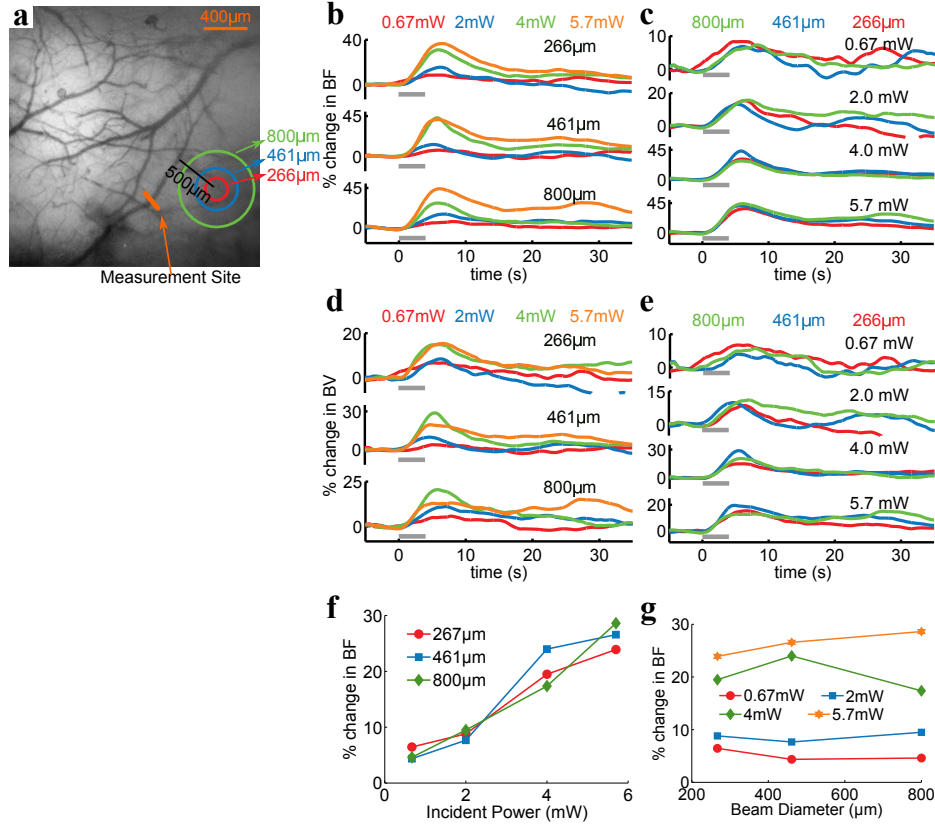 a
400µm
800µm
461µm
266µm
500µm
Measurement Site
b
0.67mW 2mW 4mW 5.7mW
% change in BF
40
0
266µm
45
0
461µm
45
0
800µm
0 10 20 30
time (s)
c
800µm 461µm 266µm
10
0
0.67 mW
20
0
2.0 mW
45
0
4.0 mW
45
0
5.7 mW
0 10 20 30
time (s)
d
0.67mW 2mW 4mW 5.7mW
% change in BV
20
0
266µm
30
0
461µm
25
0
800µm
0 10 20 30
time (s)
e
800µm 461µm 266µm
10
0
0.67 mW
15
0
2.0 mW
30
0
4.0 mW
20
0
5.7 mW
0 10 20 30
time (s)
f
% change in BF
30
20
10
0
267µm
461µm
800µm
0 2 4 6
Incident Power (mW)
g
% change in BF
30
20
10
0
0.67mW 2mW
4mW 5.7mW
200 400 600 800
Beam Diameter (µm)